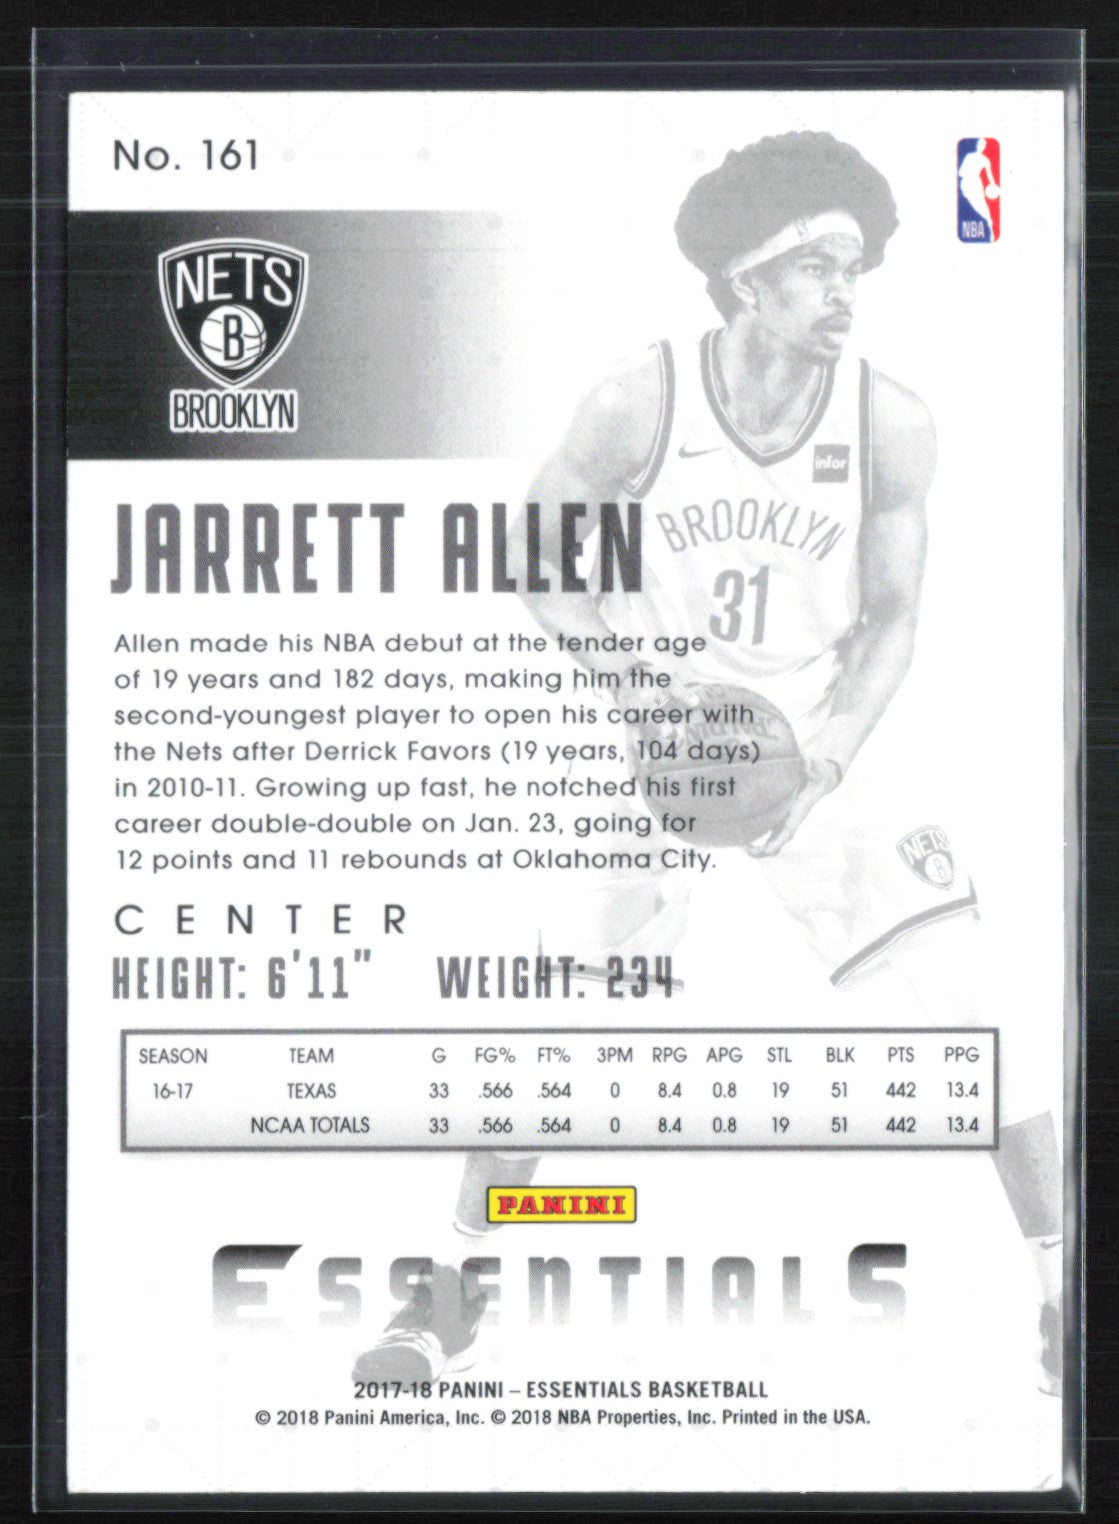 No. 161
NBA
NETS
B
BROOKLYN
infor
BROOKLYN
31
JARRETT ALLEN
Allen made his NBA debut at the tender age
of 19 years and 182 days, making him the
second-youngest player to open his career with
the Nets after Derrick Favors (19 years, 104 days)
in 2010-11. Growing up fast, he notched his first
career double-double on Jan. 23, going for
12 points and 11 rebounds at Oklahoma City.
NETS
B
CENTER
HEIGHT: 6'11" WEIGHT: 234
SEASON TEAM G FG% FT% 3PM RPG APG STL BLK PTS PPG
16-17 TEXAS 33 .566 .564 0 8.4 0.8 19 51 442 13.4
NCAA TOTALS 33 .566 .564 0 8.4 0.8 19 51 442 13.4
PANINI
ESSENTIALS
2017-18 PANINI – ESSENTIALS BASKETBALL
© 2018 Panini America, Inc. © 2018 NBA Properties, Inc. Printed in the USA.